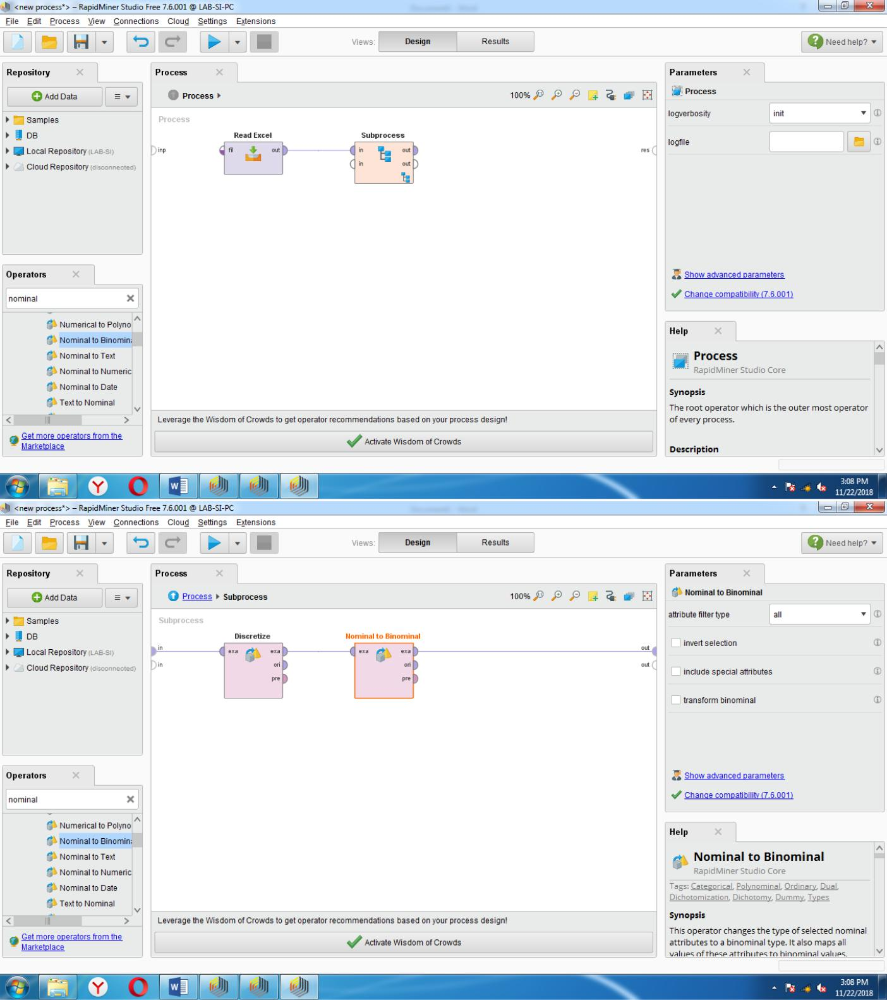 <new process*> – RapidMiner Studio Free 7.6.001 @ LAB-SI-PC
File Edit Process View Connections Cloud Settings Extensions
Views: Design Results Need help?
Repository
Add Data
Samples
DB
Local Repository (LAB-SI)
Cloud Repository (disconnected)
Operators
nominal
Numerical to Polyno
Nominal to Binomin
Nominal to Text
Nominal to Numeric
Nominal to Date
Text to Nominal
Get more operators from the
Marketplace
Process
Process
100%
Process
Read Excel
Subprocess
inp
fil out
in out
in out
res
Leverage the Wisdom of Crowds to get operator recommendations based on your process design!
Activate Wisdom of Crowds
Parameters
Process
logverbosity init
logfile
Show advanced parameters
Change compatibility (7.6.001)
Help
Process
RapidMiner Studio Core
Synopsis
The root operator which is the outer most operator
of every process.
Description
3:08 PM
11/22/2018
<new process*> – RapidMiner Studio Free 7.6.001 @ LAB-SI-PC
File Edit Process View Connections Cloud Settings Extensions
Views: Design Results Need help?
Repository
Add Data
Samples
DB
Local Repository (LAB-SI)
Cloud Repository (disconnected)
Operators
nominal
Numerical to Polyno
Nominal to Binomin
Nominal to Text
Nominal to Numeric
Nominal to Date
Text to Nominal
Get more operators from the
Marketplace
Process
Process Subprocess
100%
Subprocess
Discretize
Nominal to Binominal
in
in
exa exa
ori
pre
exa exa
ori
pre
out
out
Leverage the Wisdom of Crowds to get operator recommendations based on your process design!
Activate Wisdom of Crowds
Parameters
Nominal to Binominal
attribute filter type all
invert selection
include special attributes
transform binominal
Show advanced parameters
Change compatibility (7.6.001)
Help
Nominal to Binominal
RapidMiner Studio Core
Tags: Categorical, Polynominal, Ordinary, Dual,
Dichotomization, Dichotomy, Dummy, Types
Synopsis
This operator changes the type of selected nominal
attributes to a binominal type. It also maps all
values of these attributes to binominal values.
3:08 PM
11/22/2018